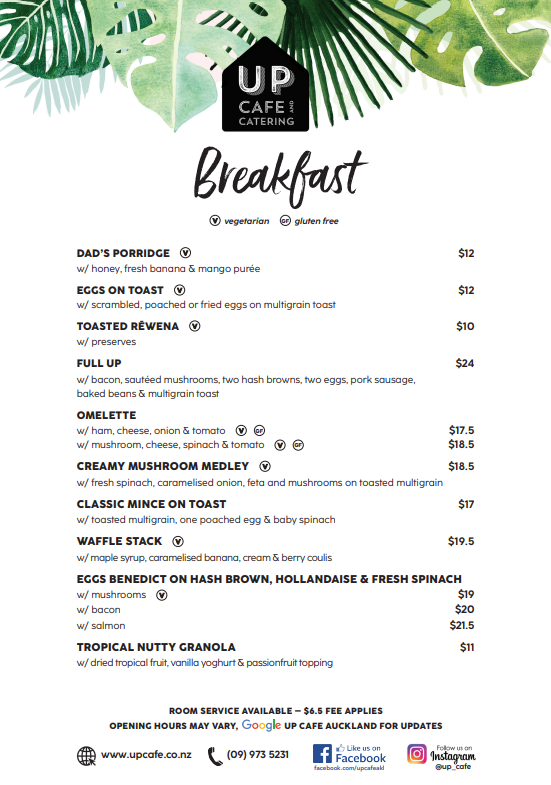 UP
CAFE AND
CATERING
Breakfast
V vegetarian GF gluten free
DAD'S PORRIDGE V $12
w/ honey, fresh banana & mango purée
EGGS ON TOAST V $12
w/ scrambled, poached or fried eggs on multigrain toast
TOASTED RĒWENA V $10
w/ preserves
FULL UP $24
w/ bacon, sautéed mushrooms, two hash browns, two eggs, pork sausage,
baked beans & multigrain toast
OMELETTE
w/ ham, cheese, onion & tomato V GF $17.5
w/ mushroom, cheese, spinach & tomato V GF $18.5
CREAMY MUSHROOM MEDLEY V $18.5
w/ fresh spinach, caramelised onion, feta and mushrooms on toasted multigrain
CLASSIC MINCE ON TOAST $17
w/ toasted multigrain, one poached egg & baby spinach
WAFFLE STACK V $19.5
w/ maple syrup, caramelised banana, cream & berry coulis
EGGS BENEDICT ON HASH BROWN, HOLLANDAISE & FRESH SPINACH
w/ mushrooms V $19
w/ bacon $20
w/ salmon $21.5
TROPICAL NUTTY GRANOLA $11
w/ dried tropical fruit, vanilla yoghurt & passionfruit topping
ROOM SERVICE AVAILABLE – $6.5 FEE APPLIES
OPENING HOURS MAY VARY, Google UP CAFE AUCKLAND FOR UPDATES
www.upcafe.co.nz
(09) 973 5231
Like us on
Facebook
facebook.com/upcafeakl
Follow us on
Instagram
@up_cafe